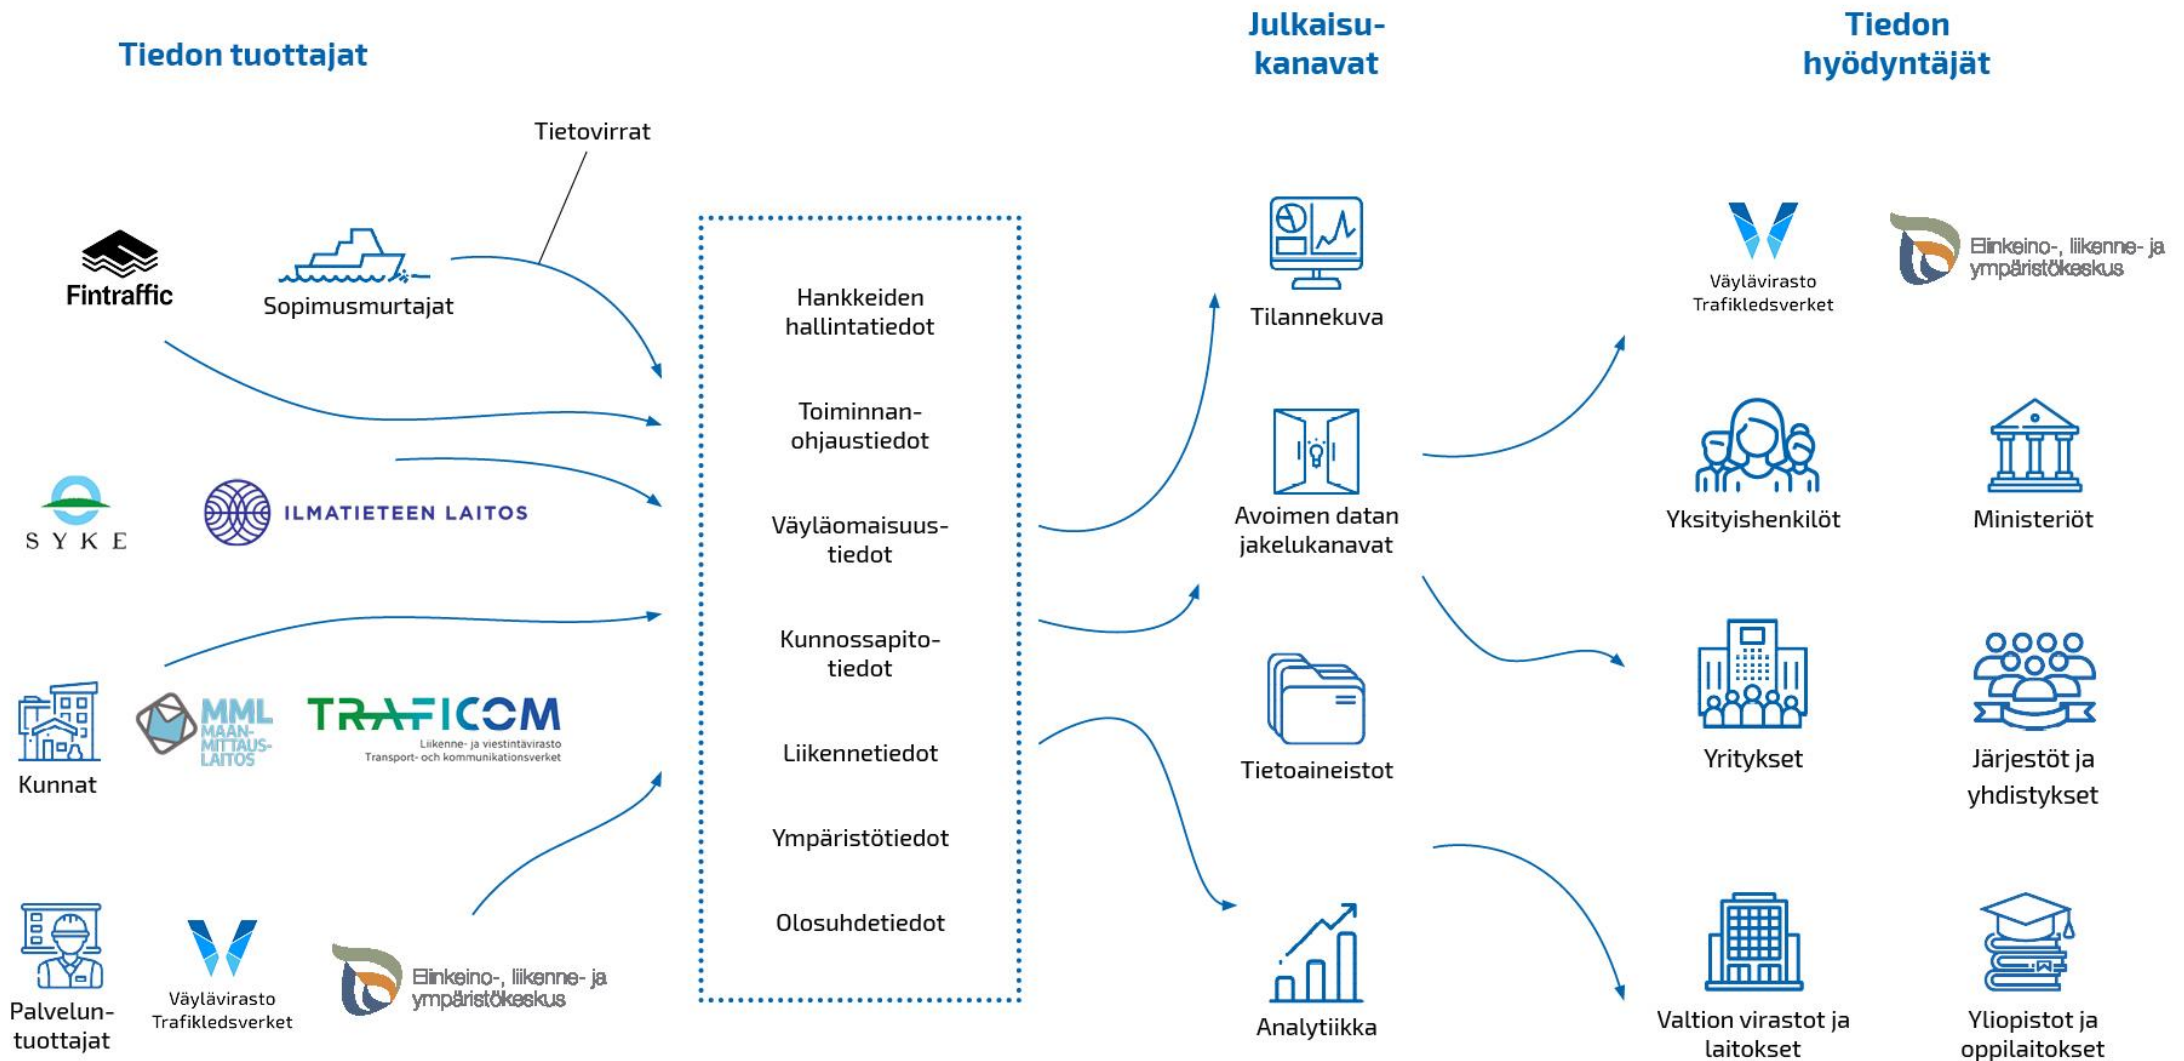 Tiedon tuottajat
Tietovirrat
Fintraffic
Sopimusmurtajat
SYKE
ILMATIETEEN LAITOS
Kunnat
MML
MAAN-
MITTAUS-
LAITOS
TRAFICOM
Liikenne- ja viestintävirasto
Transport- och kommunikationsverket
Palvelun-
tuottajat
Väylävirasto
Trafikledsverket
Elinkeino-, liikenne- ja
ympäristökeskus
Hankkeiden
hallintatiedot
Toiminnan-
ohjaustiedot
Väyläomaisuus-
tiedot
Kunnossapito-
tiedot
Liikennetiedot
Ympäristötiedot
Olosuhdetiedot
Julkaisu-
kanavat
Tilannekuva
Avoimen datan
jakelukanavat
Tietoaineistot
Analytiikka
Tiedon
hyödyntäjät
Väylävirasto
Trafikledsverket
Elinkeino-, liikenne- ja
ympäristökeskus
Yksityishenkilöt
Ministeriöt
Yritykset
Järjestöt ja
yhdistykset
Valtion virastot ja
laitokset
Yliopistot ja
oppilaitokset